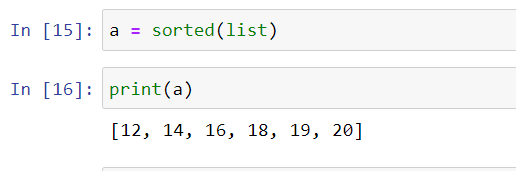 In [15]: a = sorted(list)
In [16]: print(a)
[12, 14, 16, 18, 19, 20]